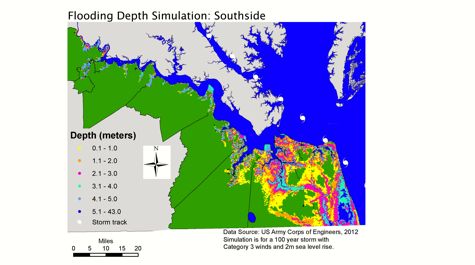 Flooding Depth Simulation: Southside
Depth (meters)
0.1 - 1.0
1.1 - 2.0
2.1 - 3.0
3.1 - 4.0
4.1 - 5.0
5.1 - 43.0
Storm track
N
Miles
0 5 10 15 20
Data Source: US Army Corps of Engineers, 2012
Simulation is for a 100 year storm with
Category 3 winds and 2m sea level rise.